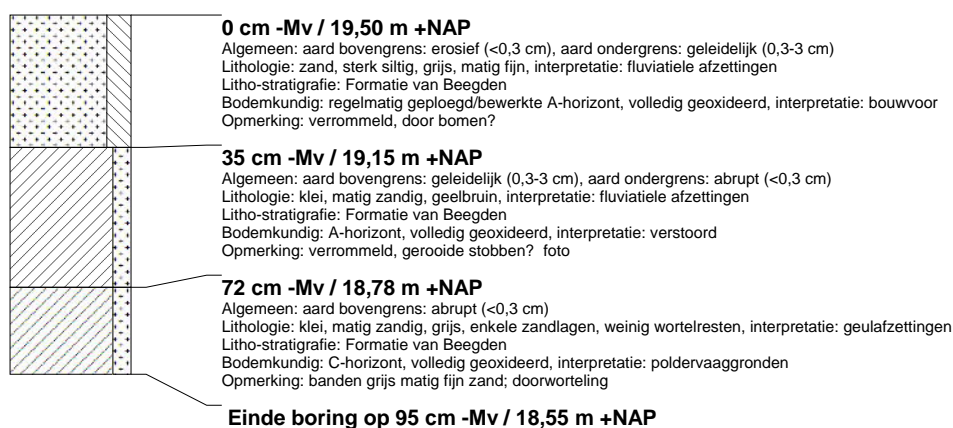 0 cm -Mv / 19,50 m +NAP
Algemeen: aard bovengrens: erosief (<0,3 cm), aard ondergrens: geleidelijk (0,3-3 cm)
Lithologie: zand, sterk siltig, grijs, matig fijn, interpretatie: fluviatiele afzettingen
Litho-stratigrafie: Formatie van Beegden
Bodemkundig: regelmatig geploegd/bewerkte A-horizont, volledig geoxideerd, interpretatie: bouwvoor
Opmerking: verrommeld, door bomen?
35 cm -Mv / 19,15 m +NAP
Algemeen: aard bovengrens: geleidelijk (0,3-3 cm), aard ondergrens: abrupt (<0,3 cm)
Lithologie: klei, matig zandig, geelbruin, interpretatie: fluviatiele afzettingen
Litho-stratigrafie: Formatie van Beegden
Bodemkundig: A-horizont, volledig geoxideerd, interpretatie: verstoord
Opmerking: verrommeld, gerooide stobben? foto
72 cm -Mv / 18,78 m +NAP
Algemeen: aard bovengrens: abrupt (<0,3 cm)
Lithologie: klei, matig zandig, grijs, enkele zandlagen, weinig wortelresten, interpretatie: geulafzettingen
Litho-stratigrafie: Formatie van Beegden
Bodemkundig: C-horizont, volledig geoxideerd, interpretatie: poldervaaggronden
Opmerking: banden grijs matig fijn zand; doorworteling
Einde boring op 95 cm -Mv / 18,55 m +NAP